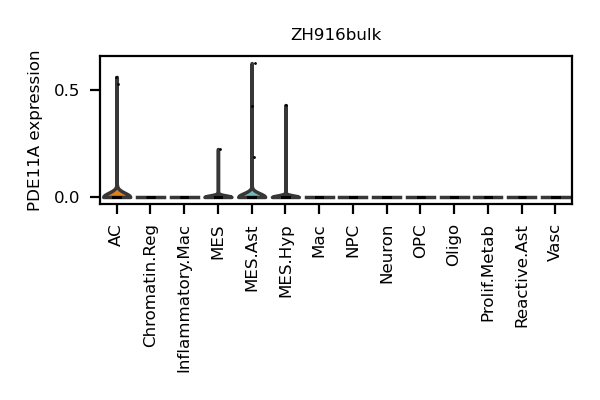 ZH916bulk
PDE11A expression
0.5
0.0
AC
Chromatin.Reg
Inflammatory.Mac
MES
MES.Ast
MES.Hyp
Mac
NPC
Neuron
OPC
Oligo
Prolif.Metab
Reactive.Ast
Vasc